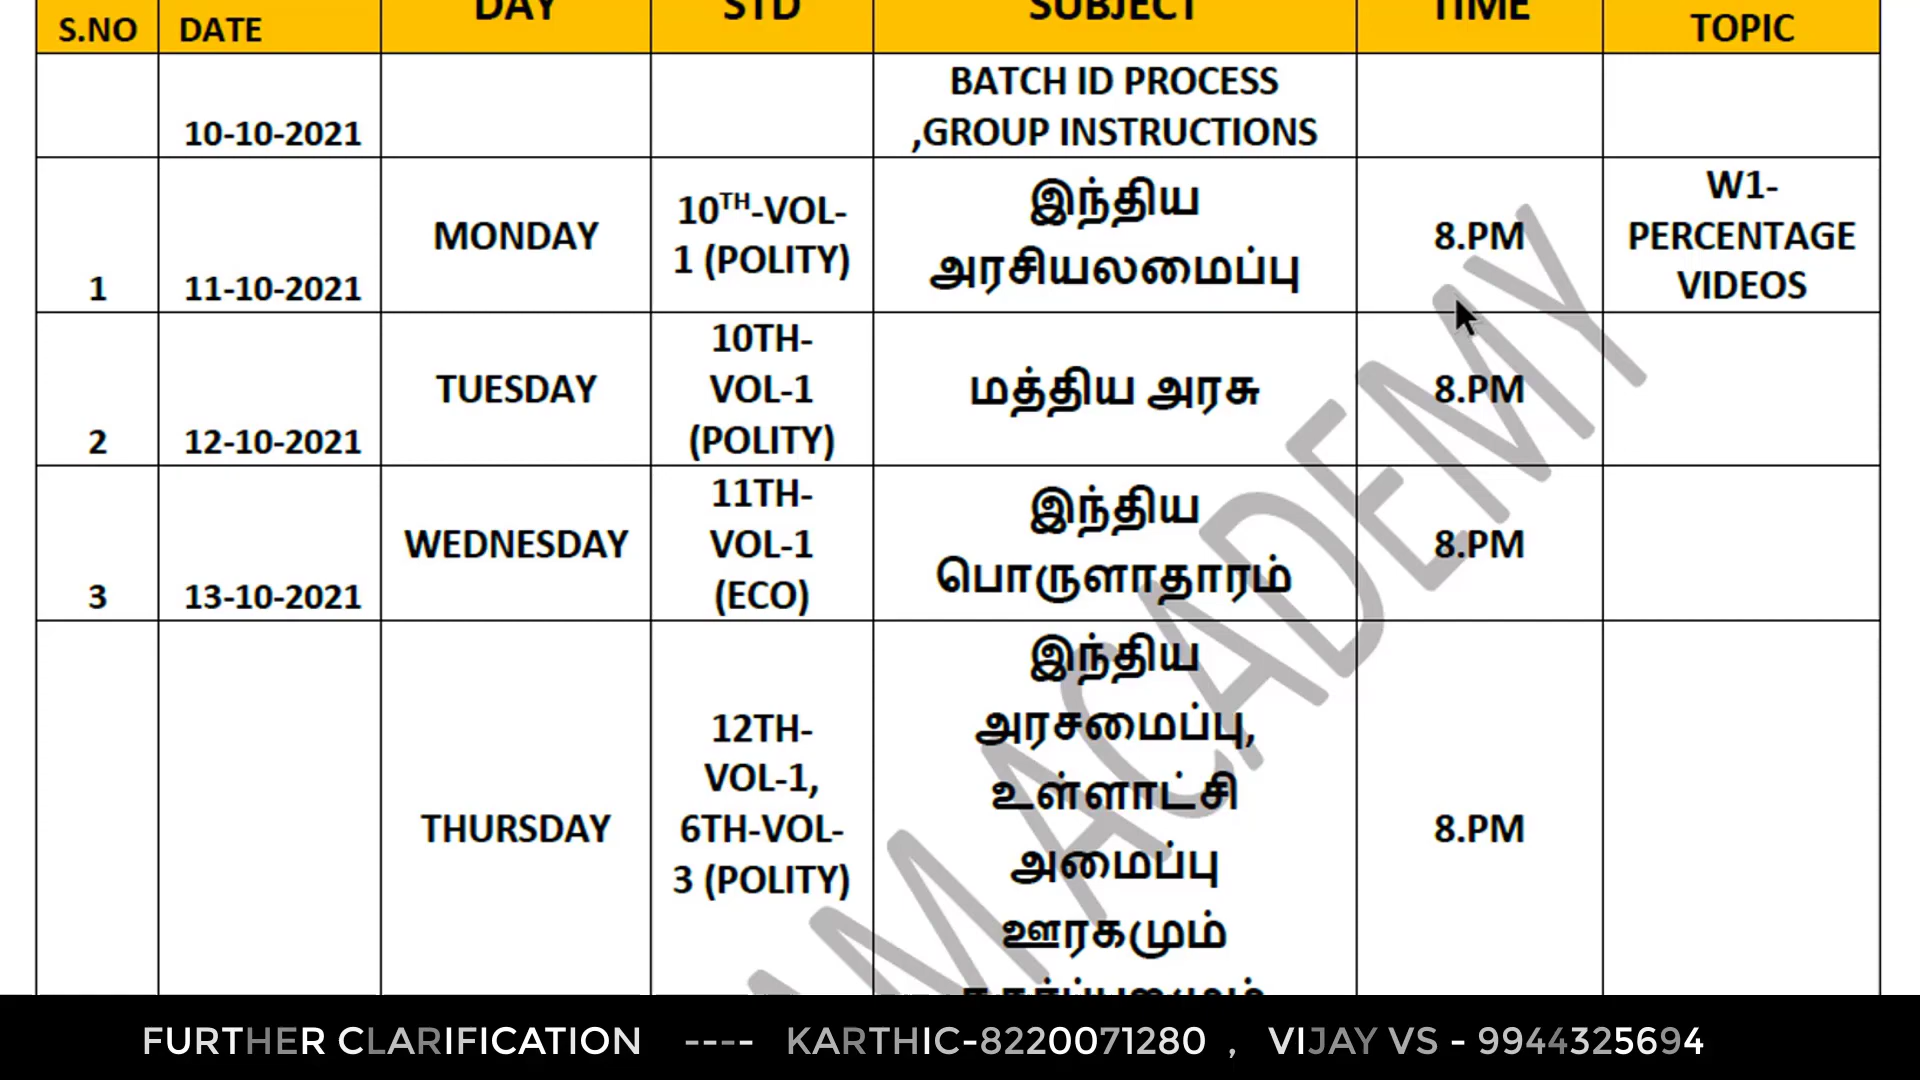 DAY STD SUBJECT TIME
S.NO DATE TOPIC
BATCH ID PROCESS
10-10-2021 ,GROUP INSTRUCTIONS
1 11-10-2021 MONDAY
10TH-VOL-
1 (POLITY)
இந்திய
அரசியலமைப்பு
8.PM
W1-
PERCENTAGE
VIDEOS
2 12-10-2021 TUESDAY
10TH-
VOL-1
(POLITY)
மத்திய அரசு
8.PM
3 13-10-2021 WEDNESDAY
11TH-
VOL-1
(ECO)
இந்திய
பொருளாதாரம்
8.PM
THURSDAY
12TH-
VOL-1,
6TH-VOL-
3 (POLITY)
இந்திய
அரசமைப்பு,
உள்ளாட்சி
அமைப்பு
ஊரகமும்
8.PM
ACADEMY
FURTHER CLARIFICATION ---- KARTHIC-8220071280 , VIJAY VS - 9944325694